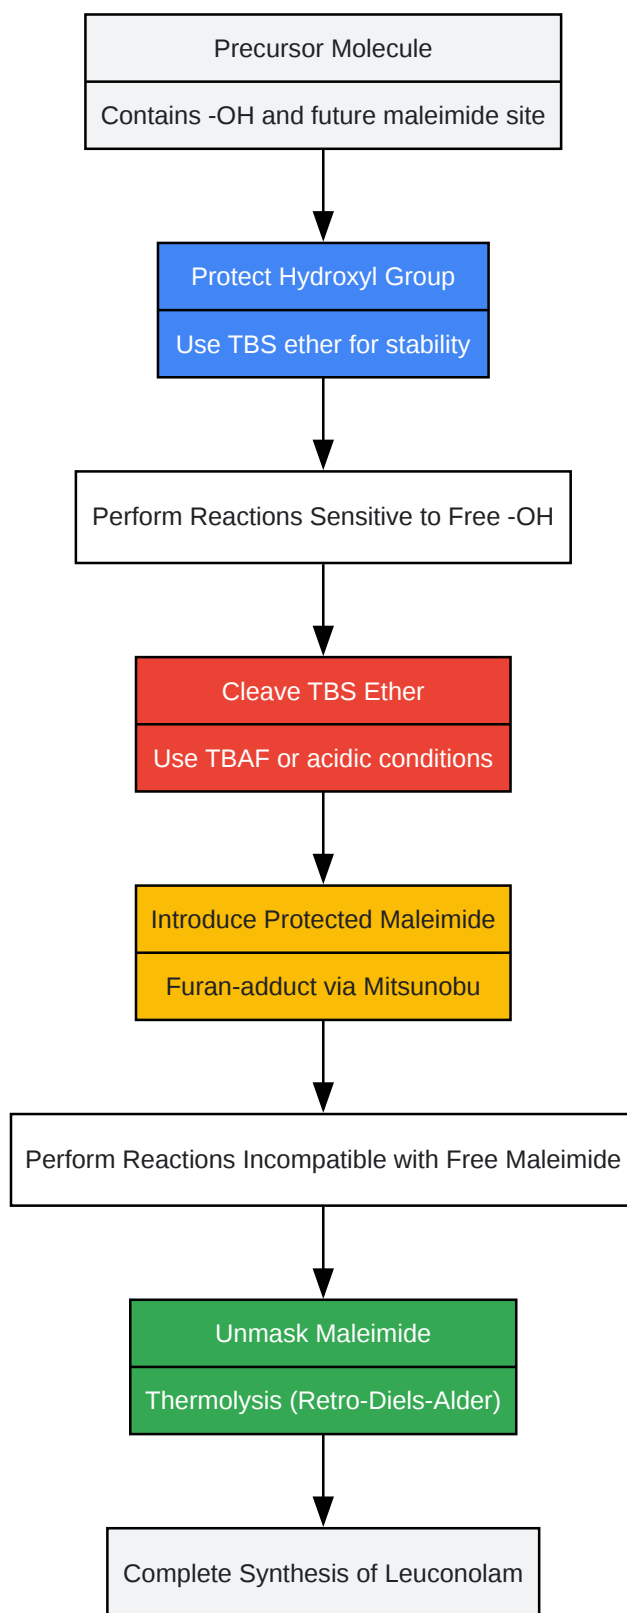 Precursor Molecule
Contains -OH and future maleimide site
Protect Hydroxyl Group
Use TBS ether for stability
Perform Reactions Sensitive to Free -OH
Cleave TBS Ether
Use TBAF or acidic conditions
Introduce Protected Maleimide
Furan-adduct via Mitsunobu
Perform Reactions Incompatible with Free Maleimide
Unmask Maleimide
Thermolysis (Retro-Diels-Alder)
Complete Synthesis of Leuconolam